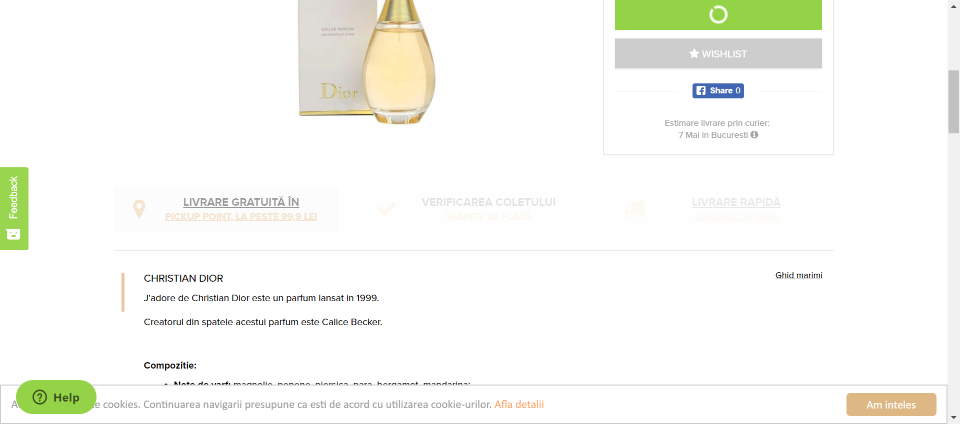 EAU DE PARFUM
Dior
WISHLIST
Share 0
Estimare livrare prin curier:
7 Mai in Bucuresti
Feedback
LIVRARE GRATUITĂ ÎN
PICKUP POINT, LA PESTE 99,9 LEI
VERIFICAREA COLETULUI
INAINTE DE PLATA
LIVRARE RAPIDĂ
CHRISTIAN DIOR
Ghid marimi
J'adore de Christian Dior este un parfum lansat in 1999.
Creatorul din spatele acestui parfum este Calice Becker.
Compozitie:
Note de varf: magnolie, pepene, piersica, para, bergamot, mandarina;
Help
cookies. Continuarea navigarii presupune ca esti de acord cu utilizarea cookie-urilor. Afla detalii
Am inteles